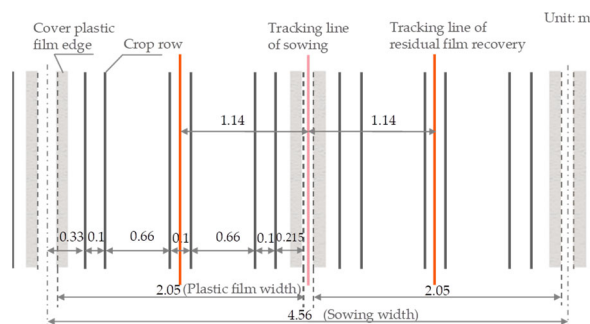 Unit: m
Cover plastic
film edge
Crop row
Tracking line
of sowing
Tracking line of
residual film recovery
1.14
1.14
0.33
0.1
0.66
0.1
0.66
0.1
0.215
2.05 (Plastic film width)
2.05
4.56 (Sowing width)